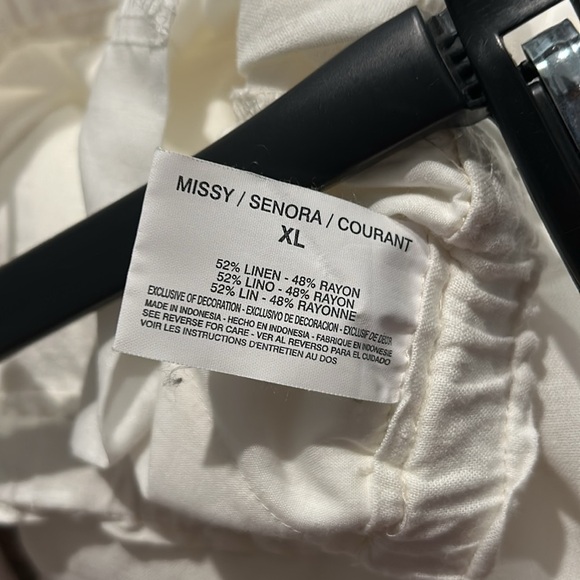 MISSY / SENORA / COURANT
XL
52% LINEN - 48% RAYON
52% LINO - 48% RAYON
52% LIN - 48% RAYONNE
EXCLUSIVE OF DECORATION - EXCLUSIVO DE DECORACION - EXCLUSIF DE DECOR
MADE IN INDONESIA - HECHO EN INDONESIA - FABRIQUE EN INDONESIE
SEE REVERSE FOR CARE - VER AL REVERSO PARA EL CUIDADO
VOIR LES INSTRUCTIONS D'ENTRETIEN AU DOS